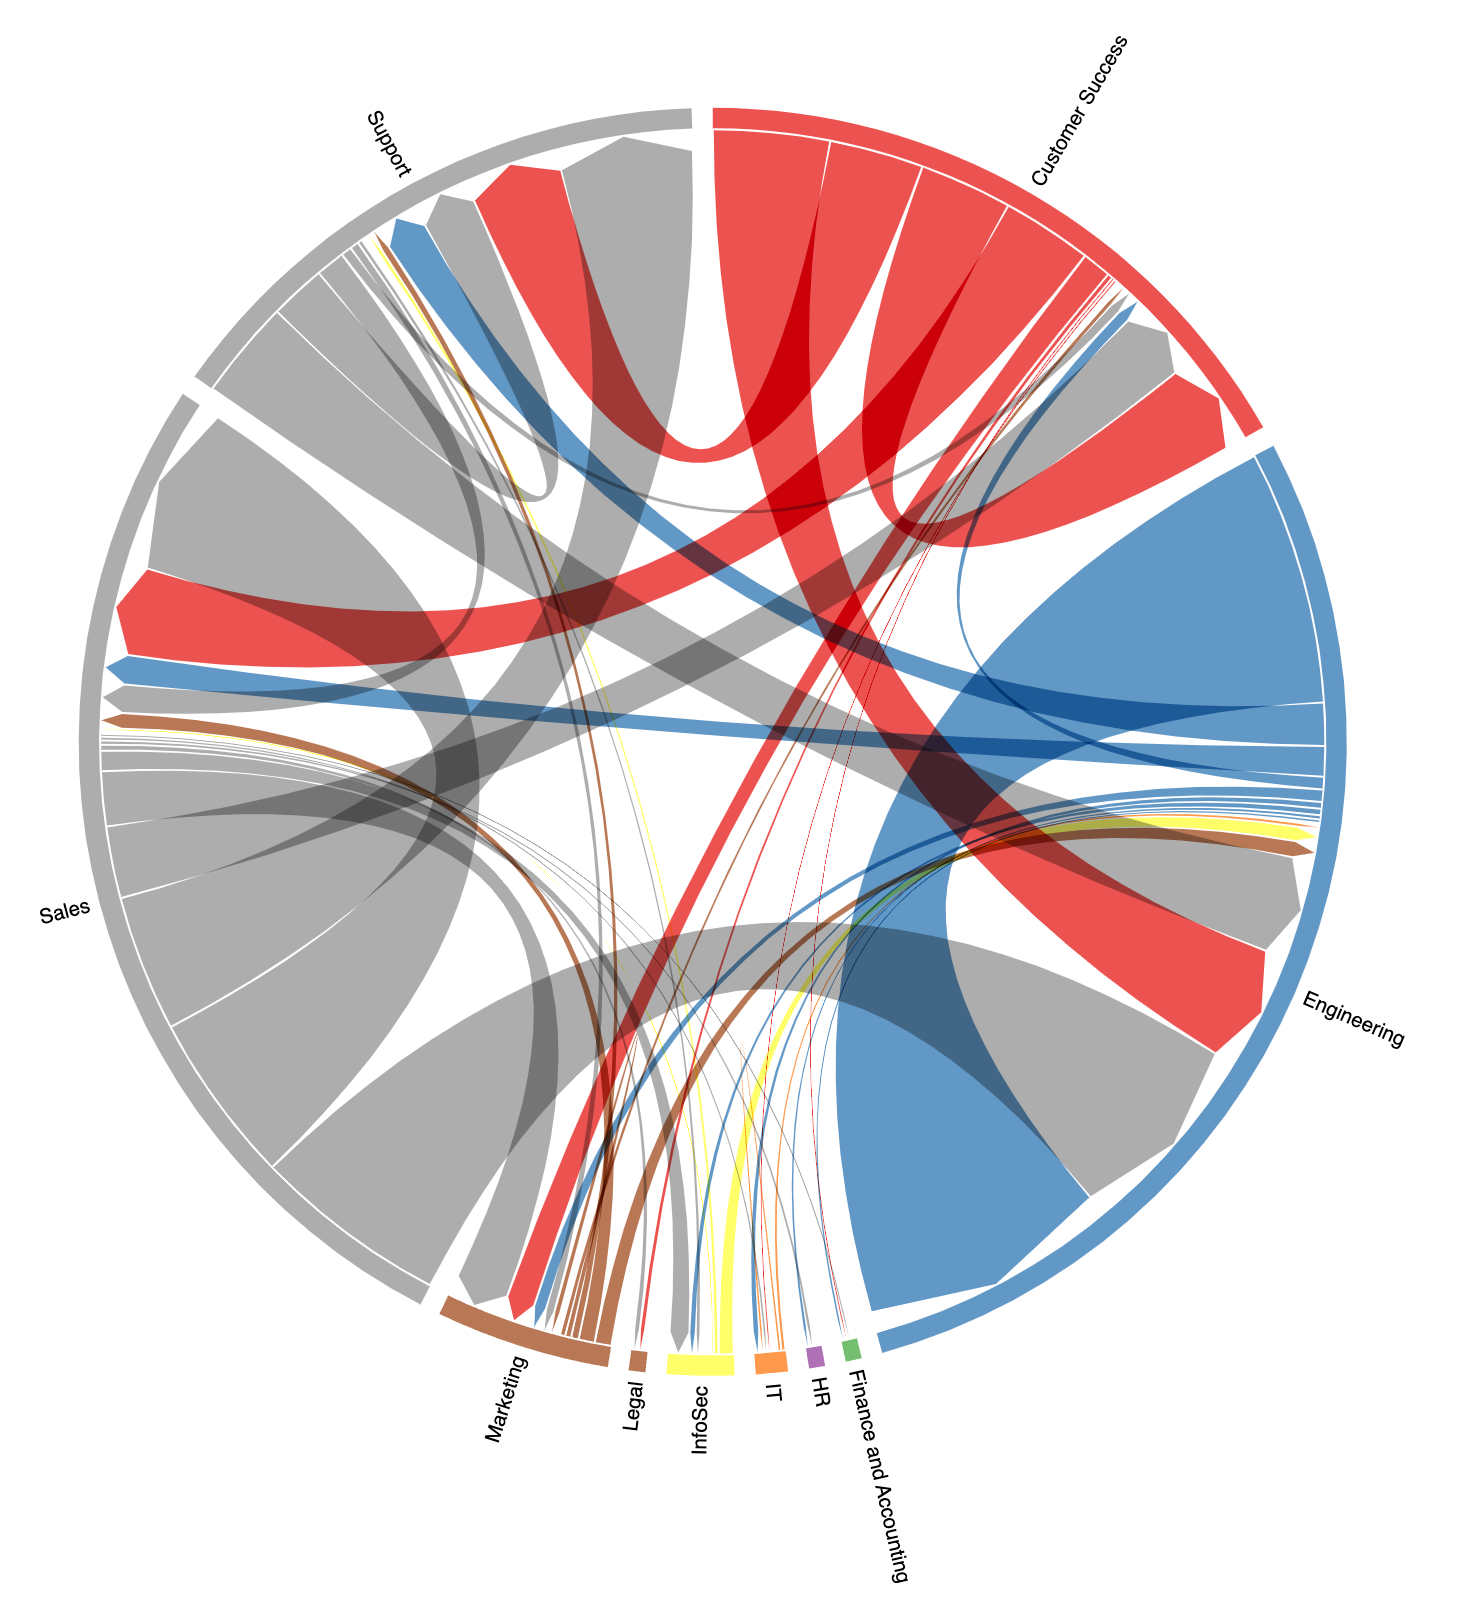 Customer Success
Support
Sales
Engineering
Marketing
Legal
InfoSec
IT
HR
Finance and Accounting